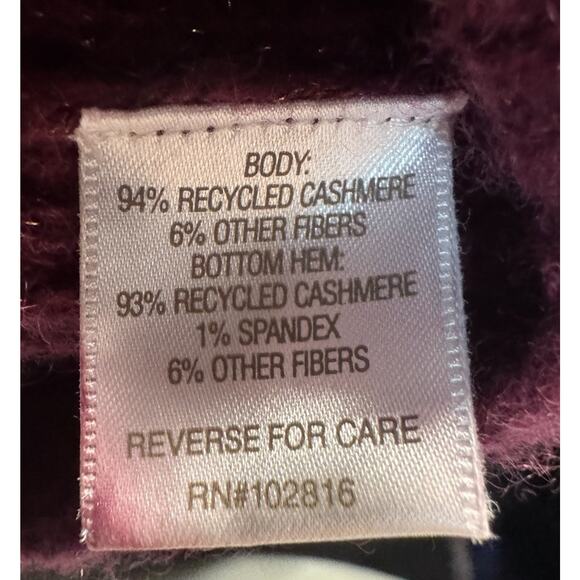 BODY:
94% RECYCLED CASHMERE
6% OTHER FIBERS
BOTTOM HEM:
93% RECYCLED CASHMERE
1% SPANDEX
6% OTHER FIBERS
REVERSE FOR CARE
RN#102816